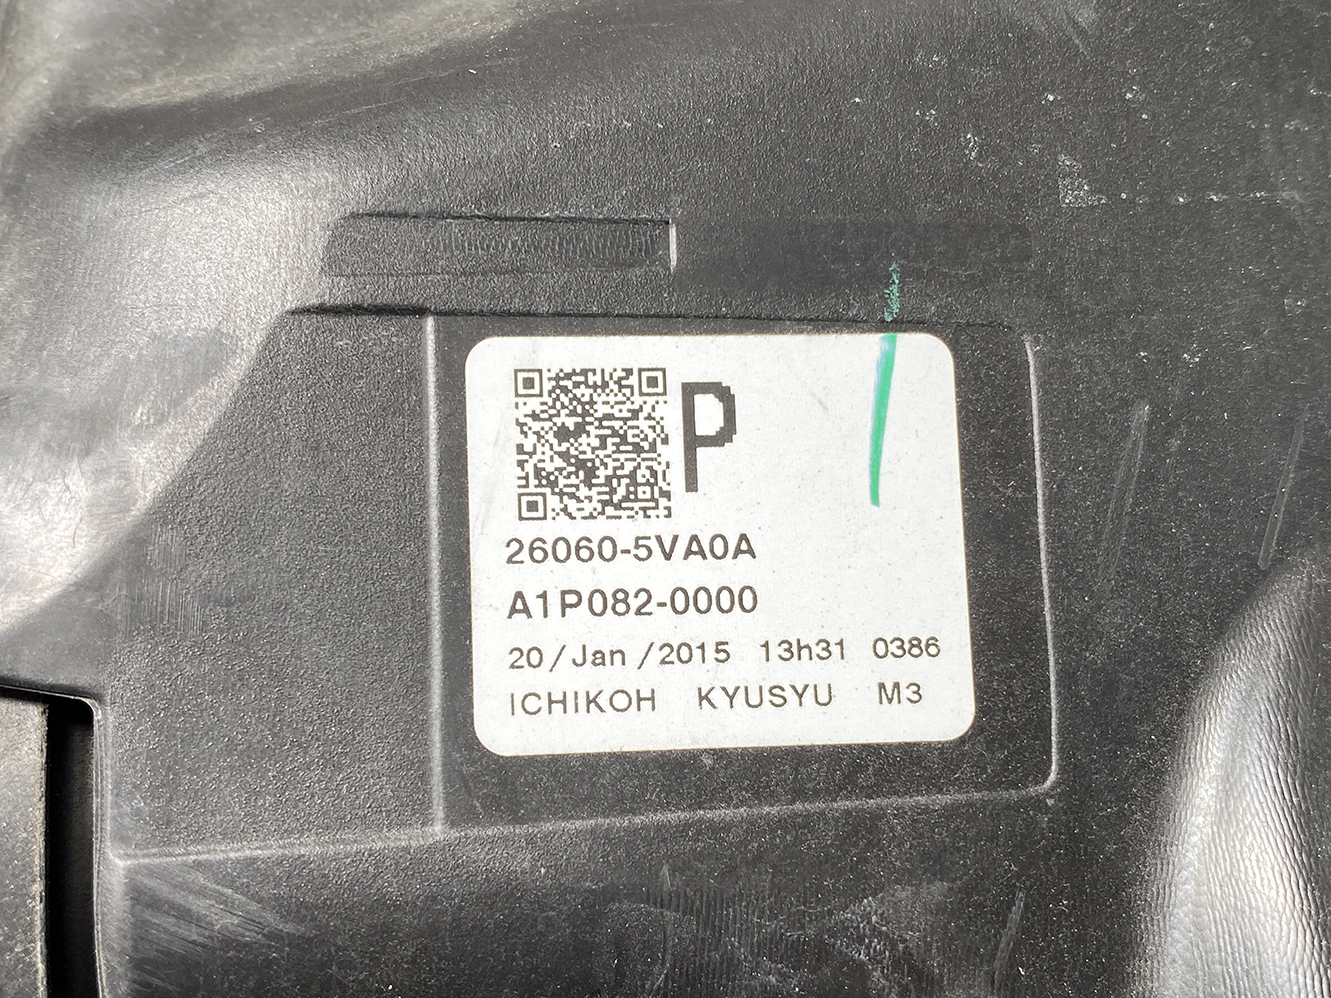 P
26060-5VA0A
A1P082-0000
20/Jan/2015 13h31 0386
ICHIKOH KYUSYU M3